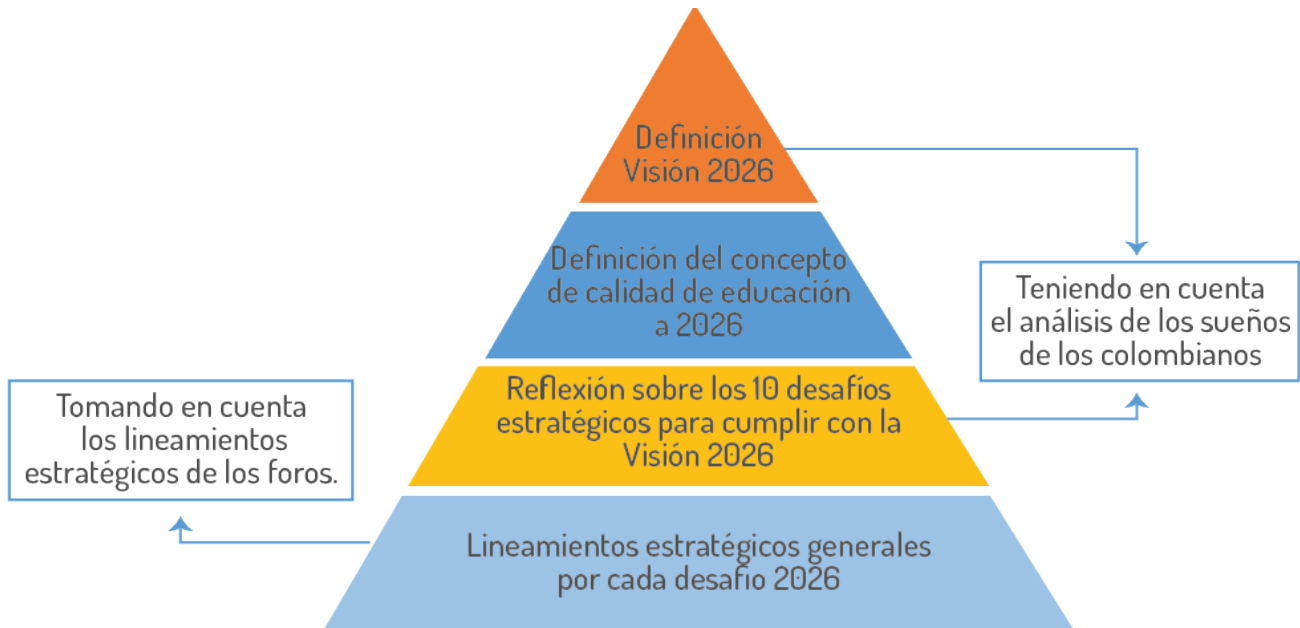 Definición
Visión 2026
Definición del concepto
de calidad de educación
a 2026
Teniendo en cuenta
el análisis de los sueños
de los colombianos
Reflexión sobre los 10 desafíos
estratégicos para cumplir con la
Visión 2026
Tomando en cuenta
los lineamientos
estratégicos de los foros.
Lineamientos estratégicos generales
por cada desafio 2026